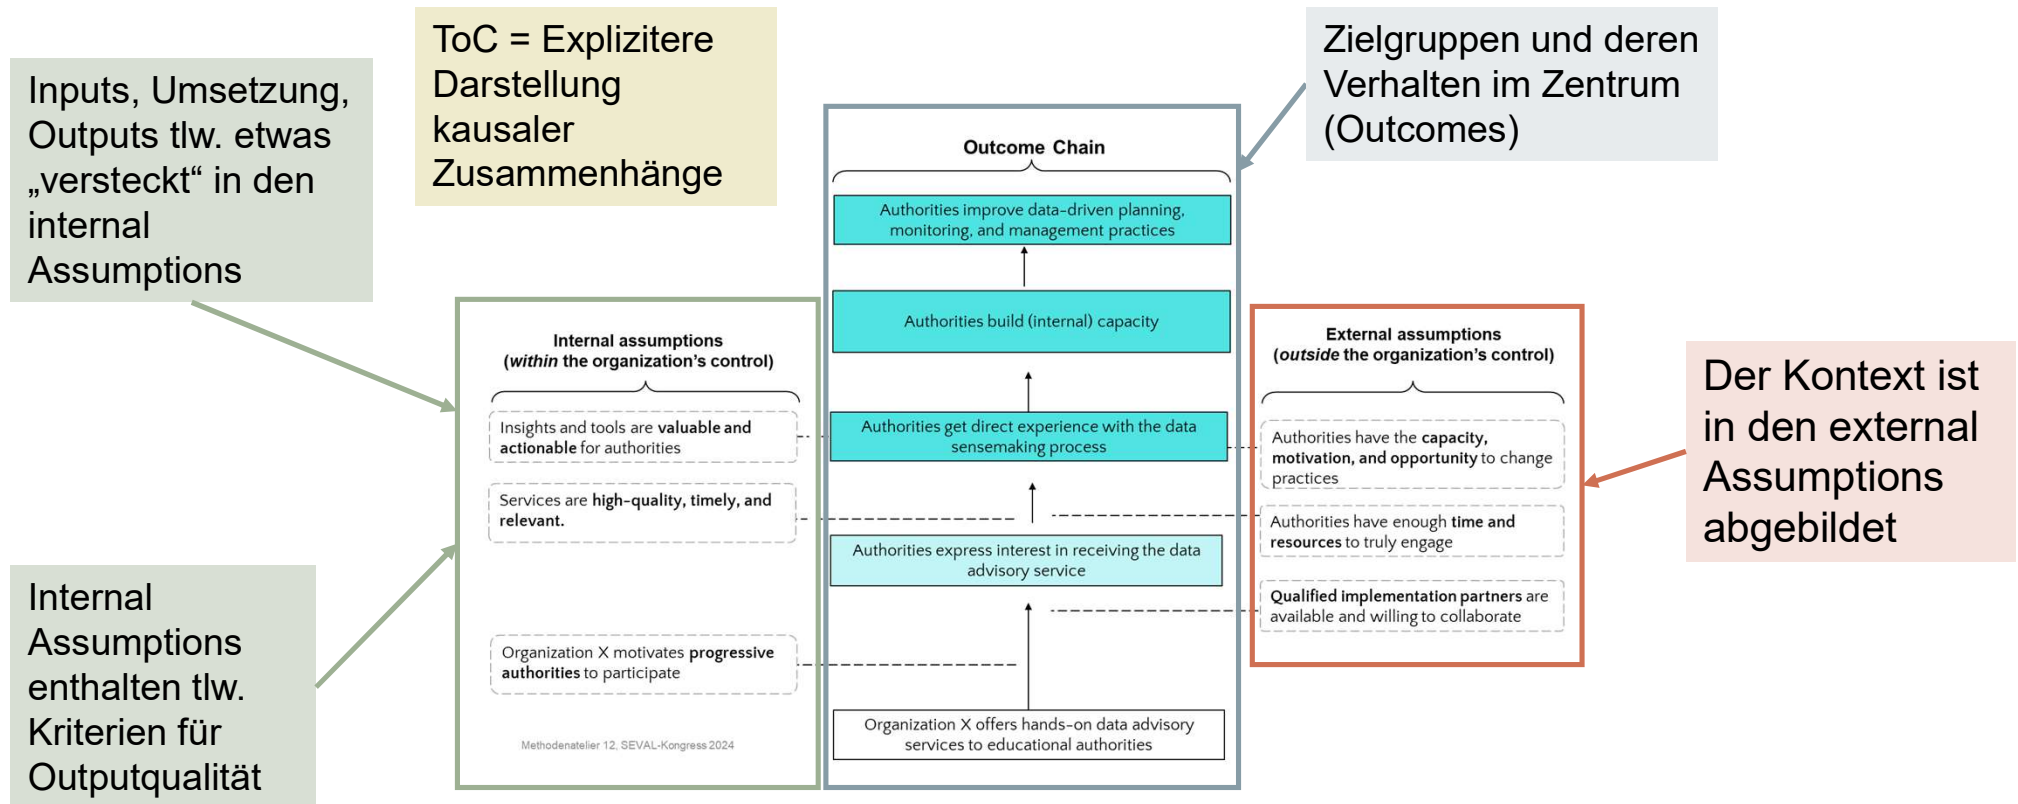 Inputs, Umsetzung,
Outputs tlw. etwas
„versteckt“ in den
internal
Assumptions
ToC = Explizitere
Darstellung
kausaler
Zusammenhänge
Zielgruppen und deren
Verhalten im Zentrum
(Outcomes)
Outcome Chain
Authorities improve data-driven planning,
monitoring, and management practices
Authorities build (internal) capacity
Authorities get direct experience with the data
sensemaking process
Authorities express interest in receiving the data
advisory service
Organization X offers hands-on data advisory
services to educational authorities
Internal assumptions
(within the organization's control)
Insights and tools are valuable and
actionable for authorities
Services are high-quality, timely, and
relevant.
Organization X motivates progressive
authorities to participate
Methodenatelier 12, SEVAL-Kongress 2024
External assumptions
(outside the organization's control)
Authorities have the capacity,
motivation, and opportunity to change
practices
Authorities have enough time and
resources to truly engage
Qualified implementation partners are
available and willing to collaborate
Der Kontext ist
in den external
Assumptions
abgebildet
Internal
Assumptions
enthalten tlw.
Kriterien für
Outputqualität